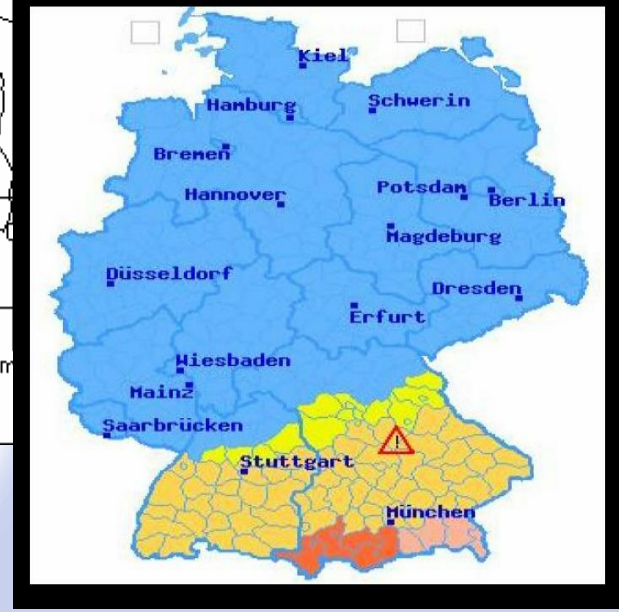 Kiel
Hamburg
Schwerin
Bremen
Hannover
Potsdam
Berlin
Magdeburg
Düsseldorf
Dresden
Erfurt
Wiesbaden
Mainz
Saarbrücken
Stuttgart
München
!
m